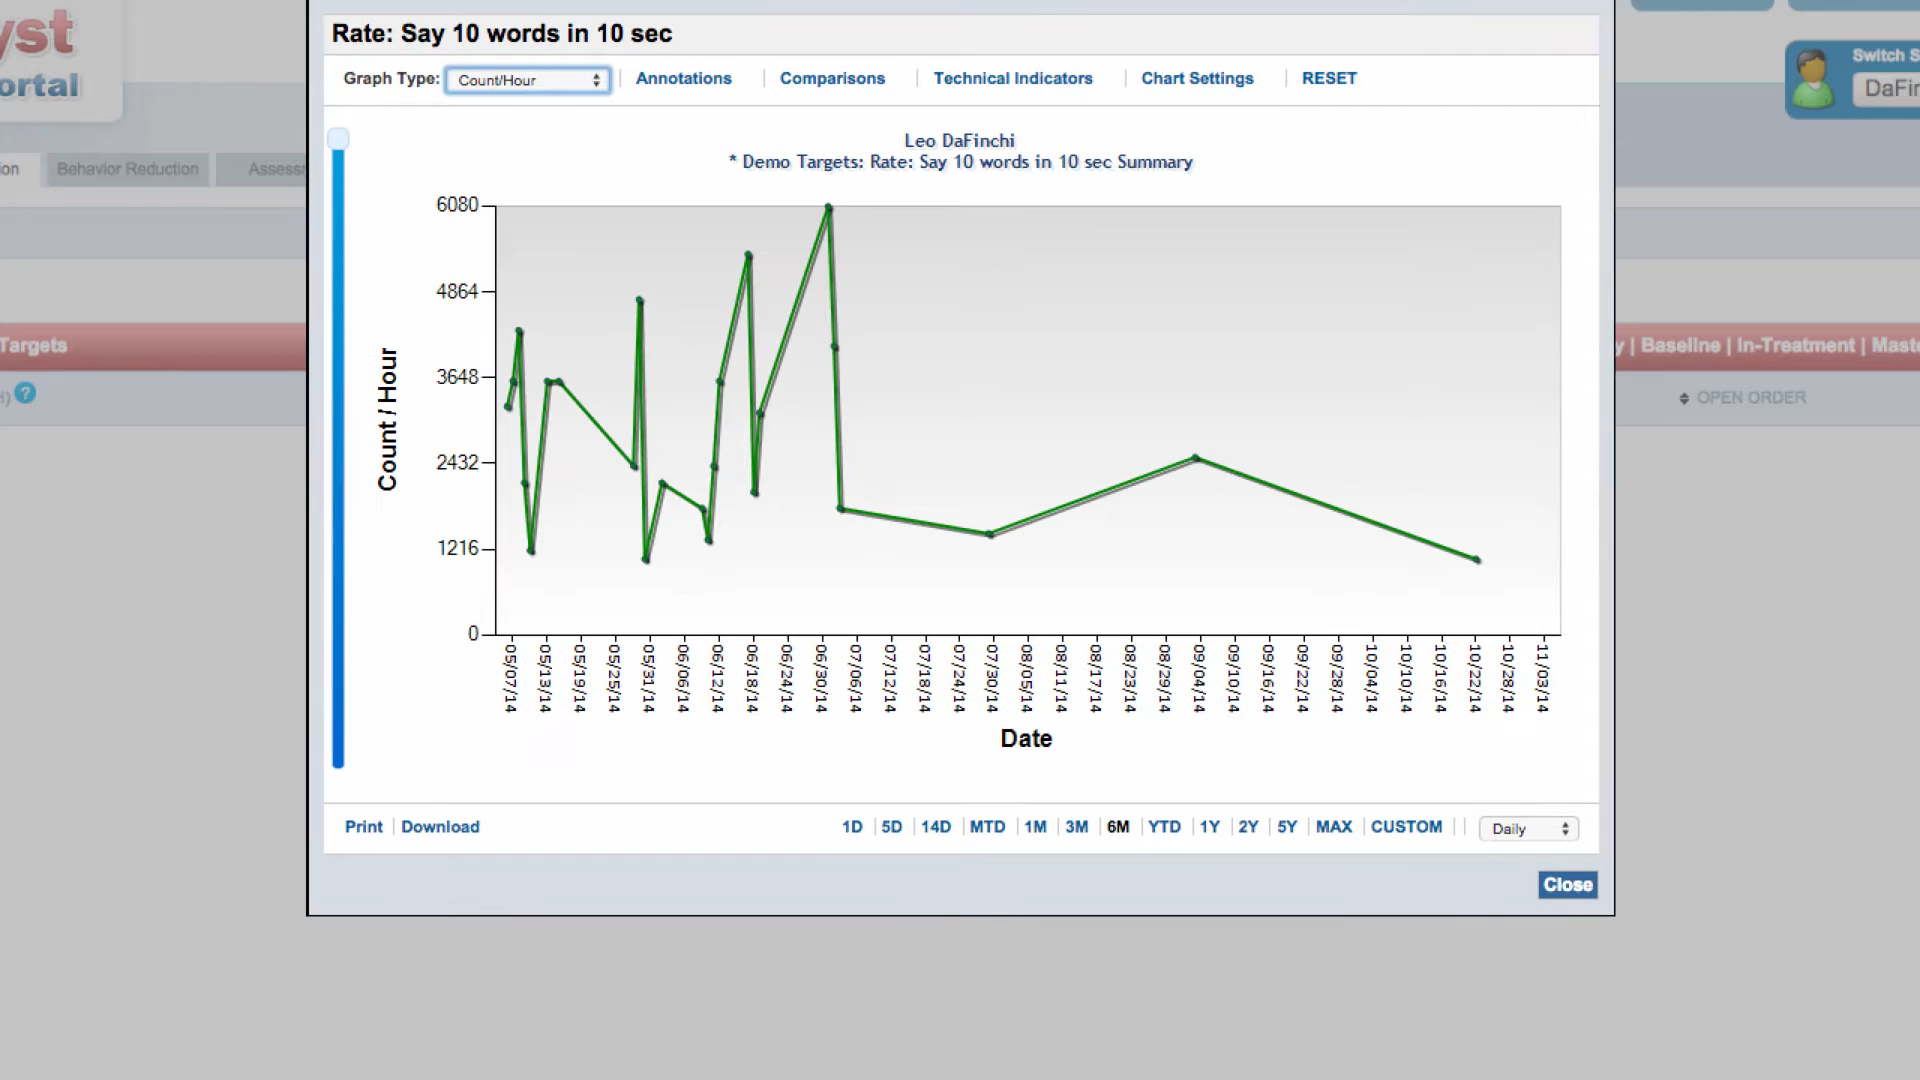 Rate: Say 10 words in 10 sec
yst
ortal
Switch S
DaFin
Graph Type: Count/Hour Annotations Comparisons Technical Indicators Chart Settings RESET
Leo DaFinchi
* Demo Targets: Rate: Say 10 words in 10 sec Summary
ion Behavior Reduction Assess
6080
4864
3648
2432
1216
0
Count / Hour
Targets
y | Baseline | In-Treatment | Maste
?
OPEN ORDER
05/07/14 05/13/14 05/19/14 05/25/14 05/31/14 06/06/14 06/12/14 06/18/14 06/24/14 06/30/14 07/06/14 07/12/14 07/18/14 07/24/14 07/30/14 08/05/14 08/11/14 08/17/14 08/23/14 08/29/14 09/04/14 09/10/14 09/16/14 09/22/14 09/28/14 10/04/14 10/10/14 10/16/14 10/22/14 10/28/14 11/03/14
Date
Print | Download
1D | 5D | 14D | MTD | 1M | 3M | 6M | YTD | 1Y | 2Y | 5Y | MAX | CUSTOM | | Daily
Close